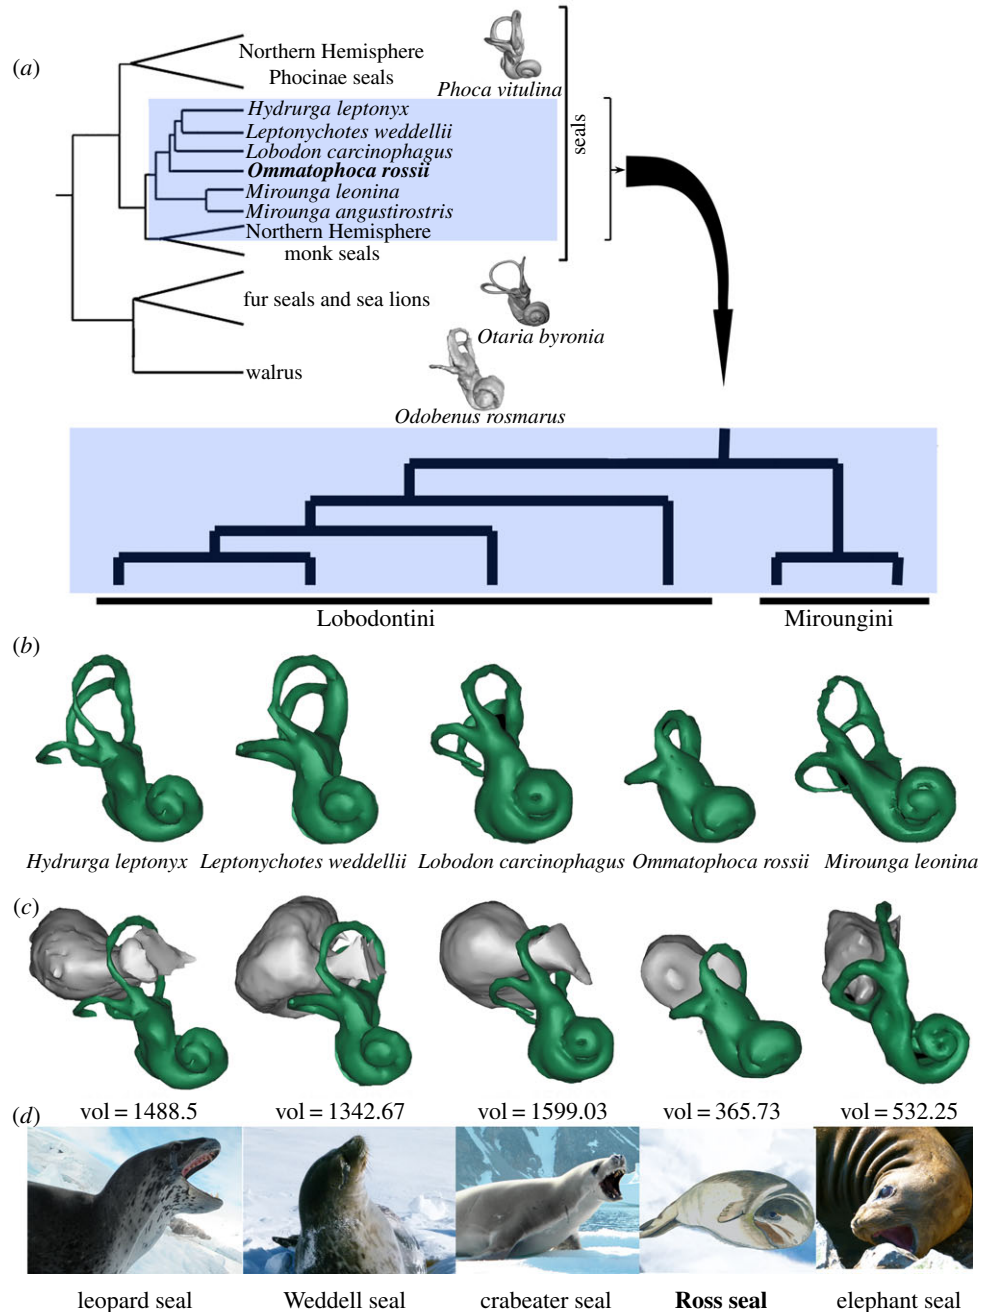 (a)
Northern Hemisphere
Phocinae seals
Phoca vitulina
Hydrurga leptonyx
Leptonychotes weddellii
Lobodon carcinophagus
Ommatophoca rossii
Mirounga leonina
Mirounga angustirostris
Northern Hemisphere
monk seals
seals
fur seals and sea lions
Otaria byronia
walrus
Odobenus rosmarus
Lobodontini
Miroungini
(b)
Hydrurga leptonyx
Leptonychotes weddellii
Lobodon carcinophagus
Ommatophoca rossii
Mirounga leonina
(c)
vol = 1488.5
vol = 1342.67
vol = 1599.03
vol = 365.73
vol = 532.25
(d)
leopard seal
Weddell seal
crabeater seal
Ross seal
elephant seal